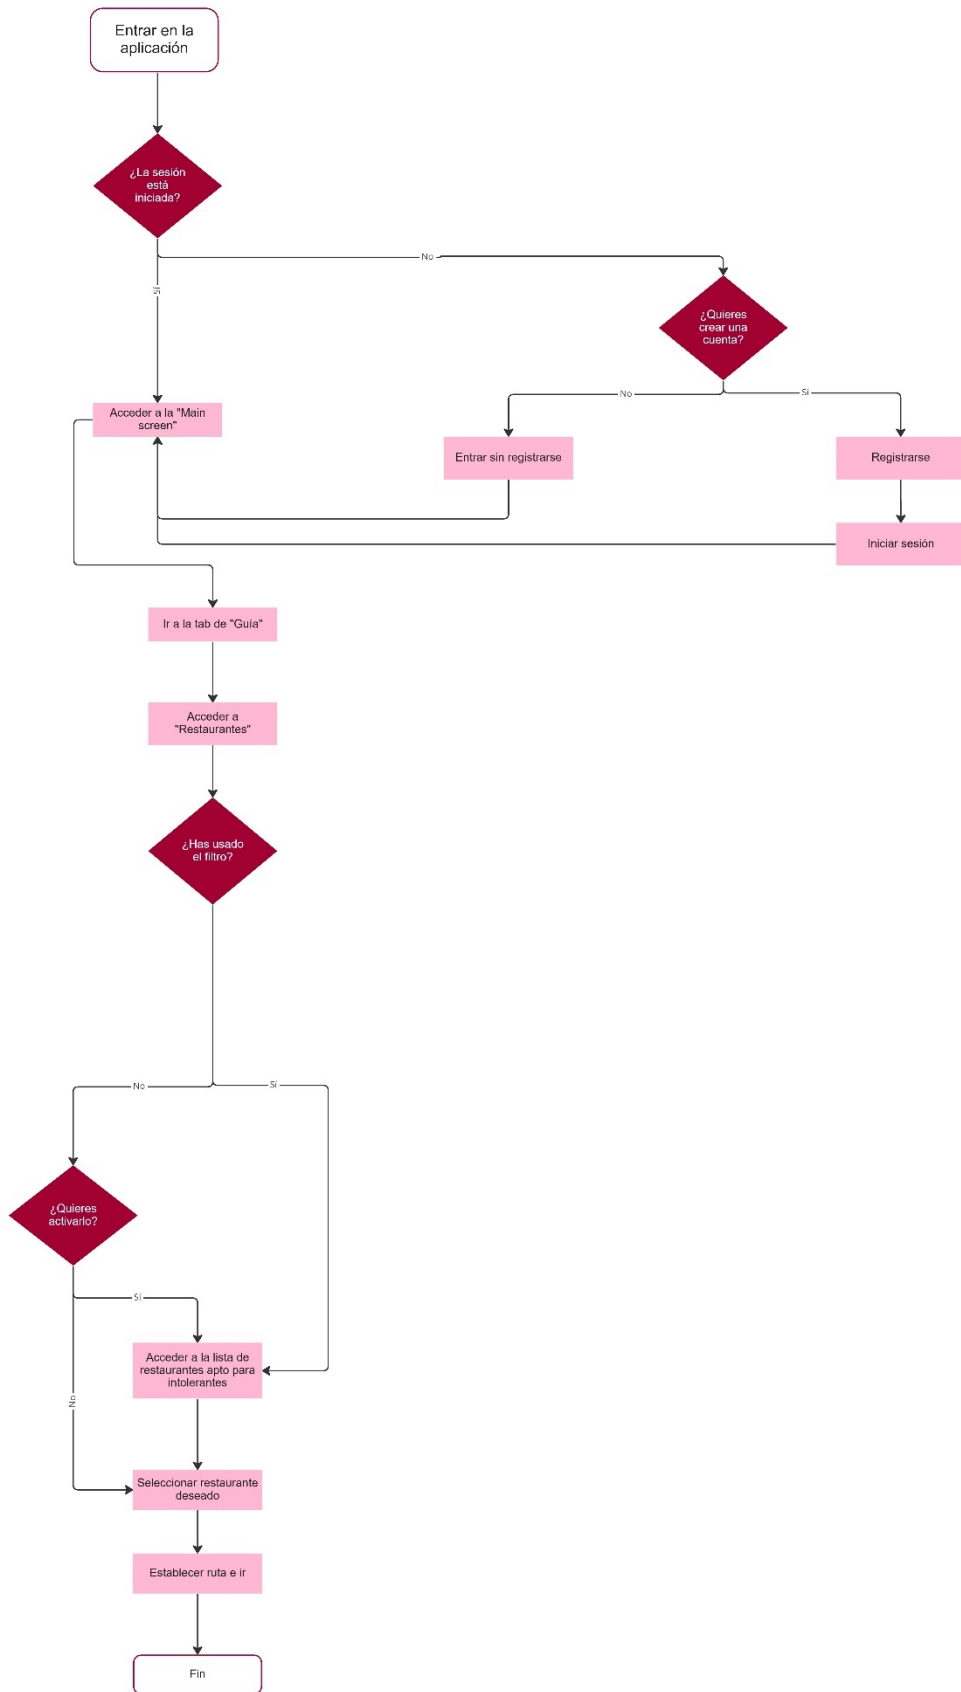 Entrar en la
aplicación
¿La sesión
está
iniciada?
No
Sí
¿Quieres
crear una
cuenta?
No
Sí
Acceder a la "Main
screen"
Entrar sin registrarse
Registrarse
Iniciar sesión
Ir a la tab de "Guía"
Acceder a
"Restaurantes"
¿Has usado
el filtro?
No
Sí
¿Quieres
activarlo?
Sí
No
Acceder a la lista de
restaurantes apto para
intolerantes
Seleccionar restaurante
deseado
Establecer ruta e ir
Fin